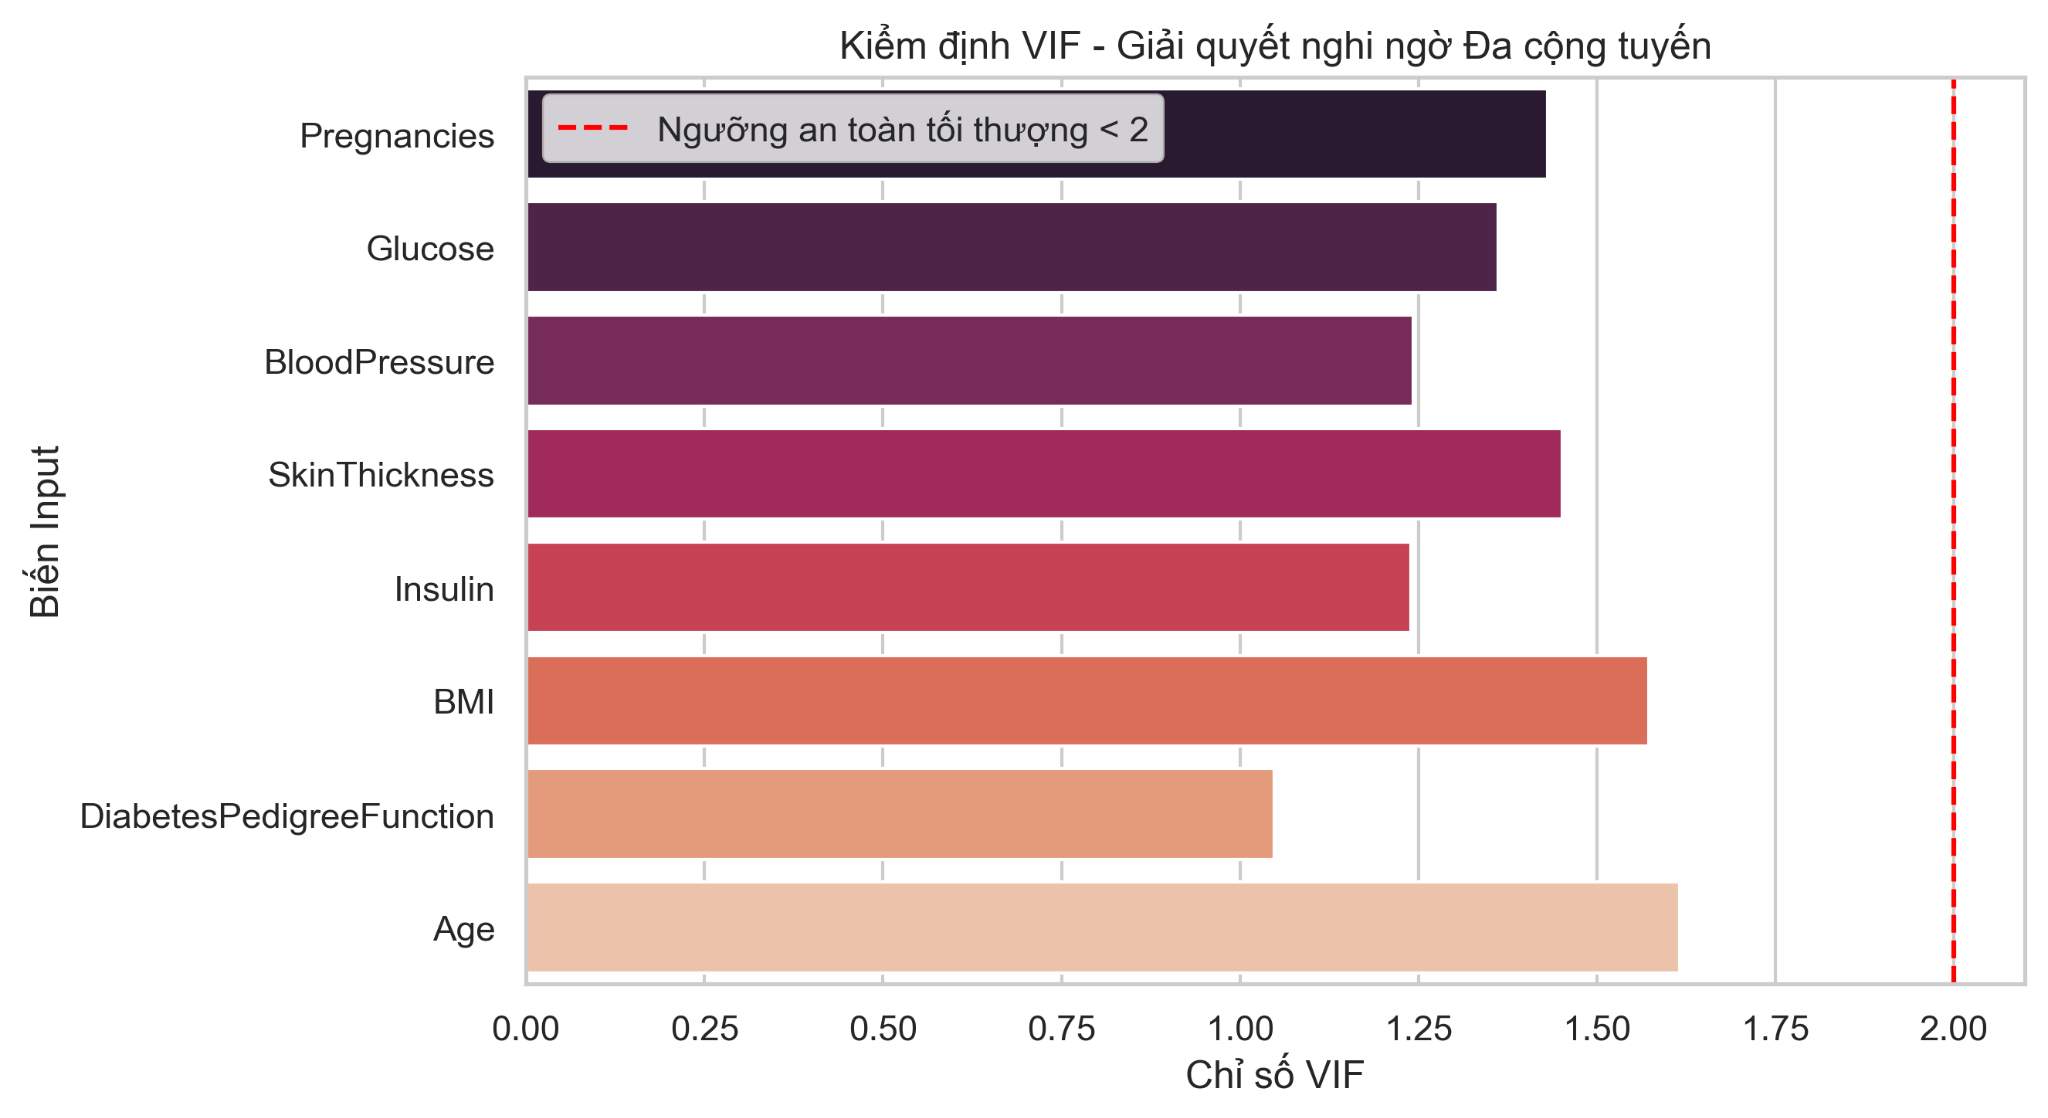 Kiểm định VIF - Giải quyết nghi ngờ Đa cộng tuyến
Ngưỡng an toàn tối thượng < 2
Biến Input
Pregnancies
Glucose
BloodPressure
SkinThickness
Insulin
BMI
DiabetesPedigreeFunction
Age
0.00 0.25 0.50 0.75 1.00 1.25 1.50 1.75 2.00
Chỉ số VIF